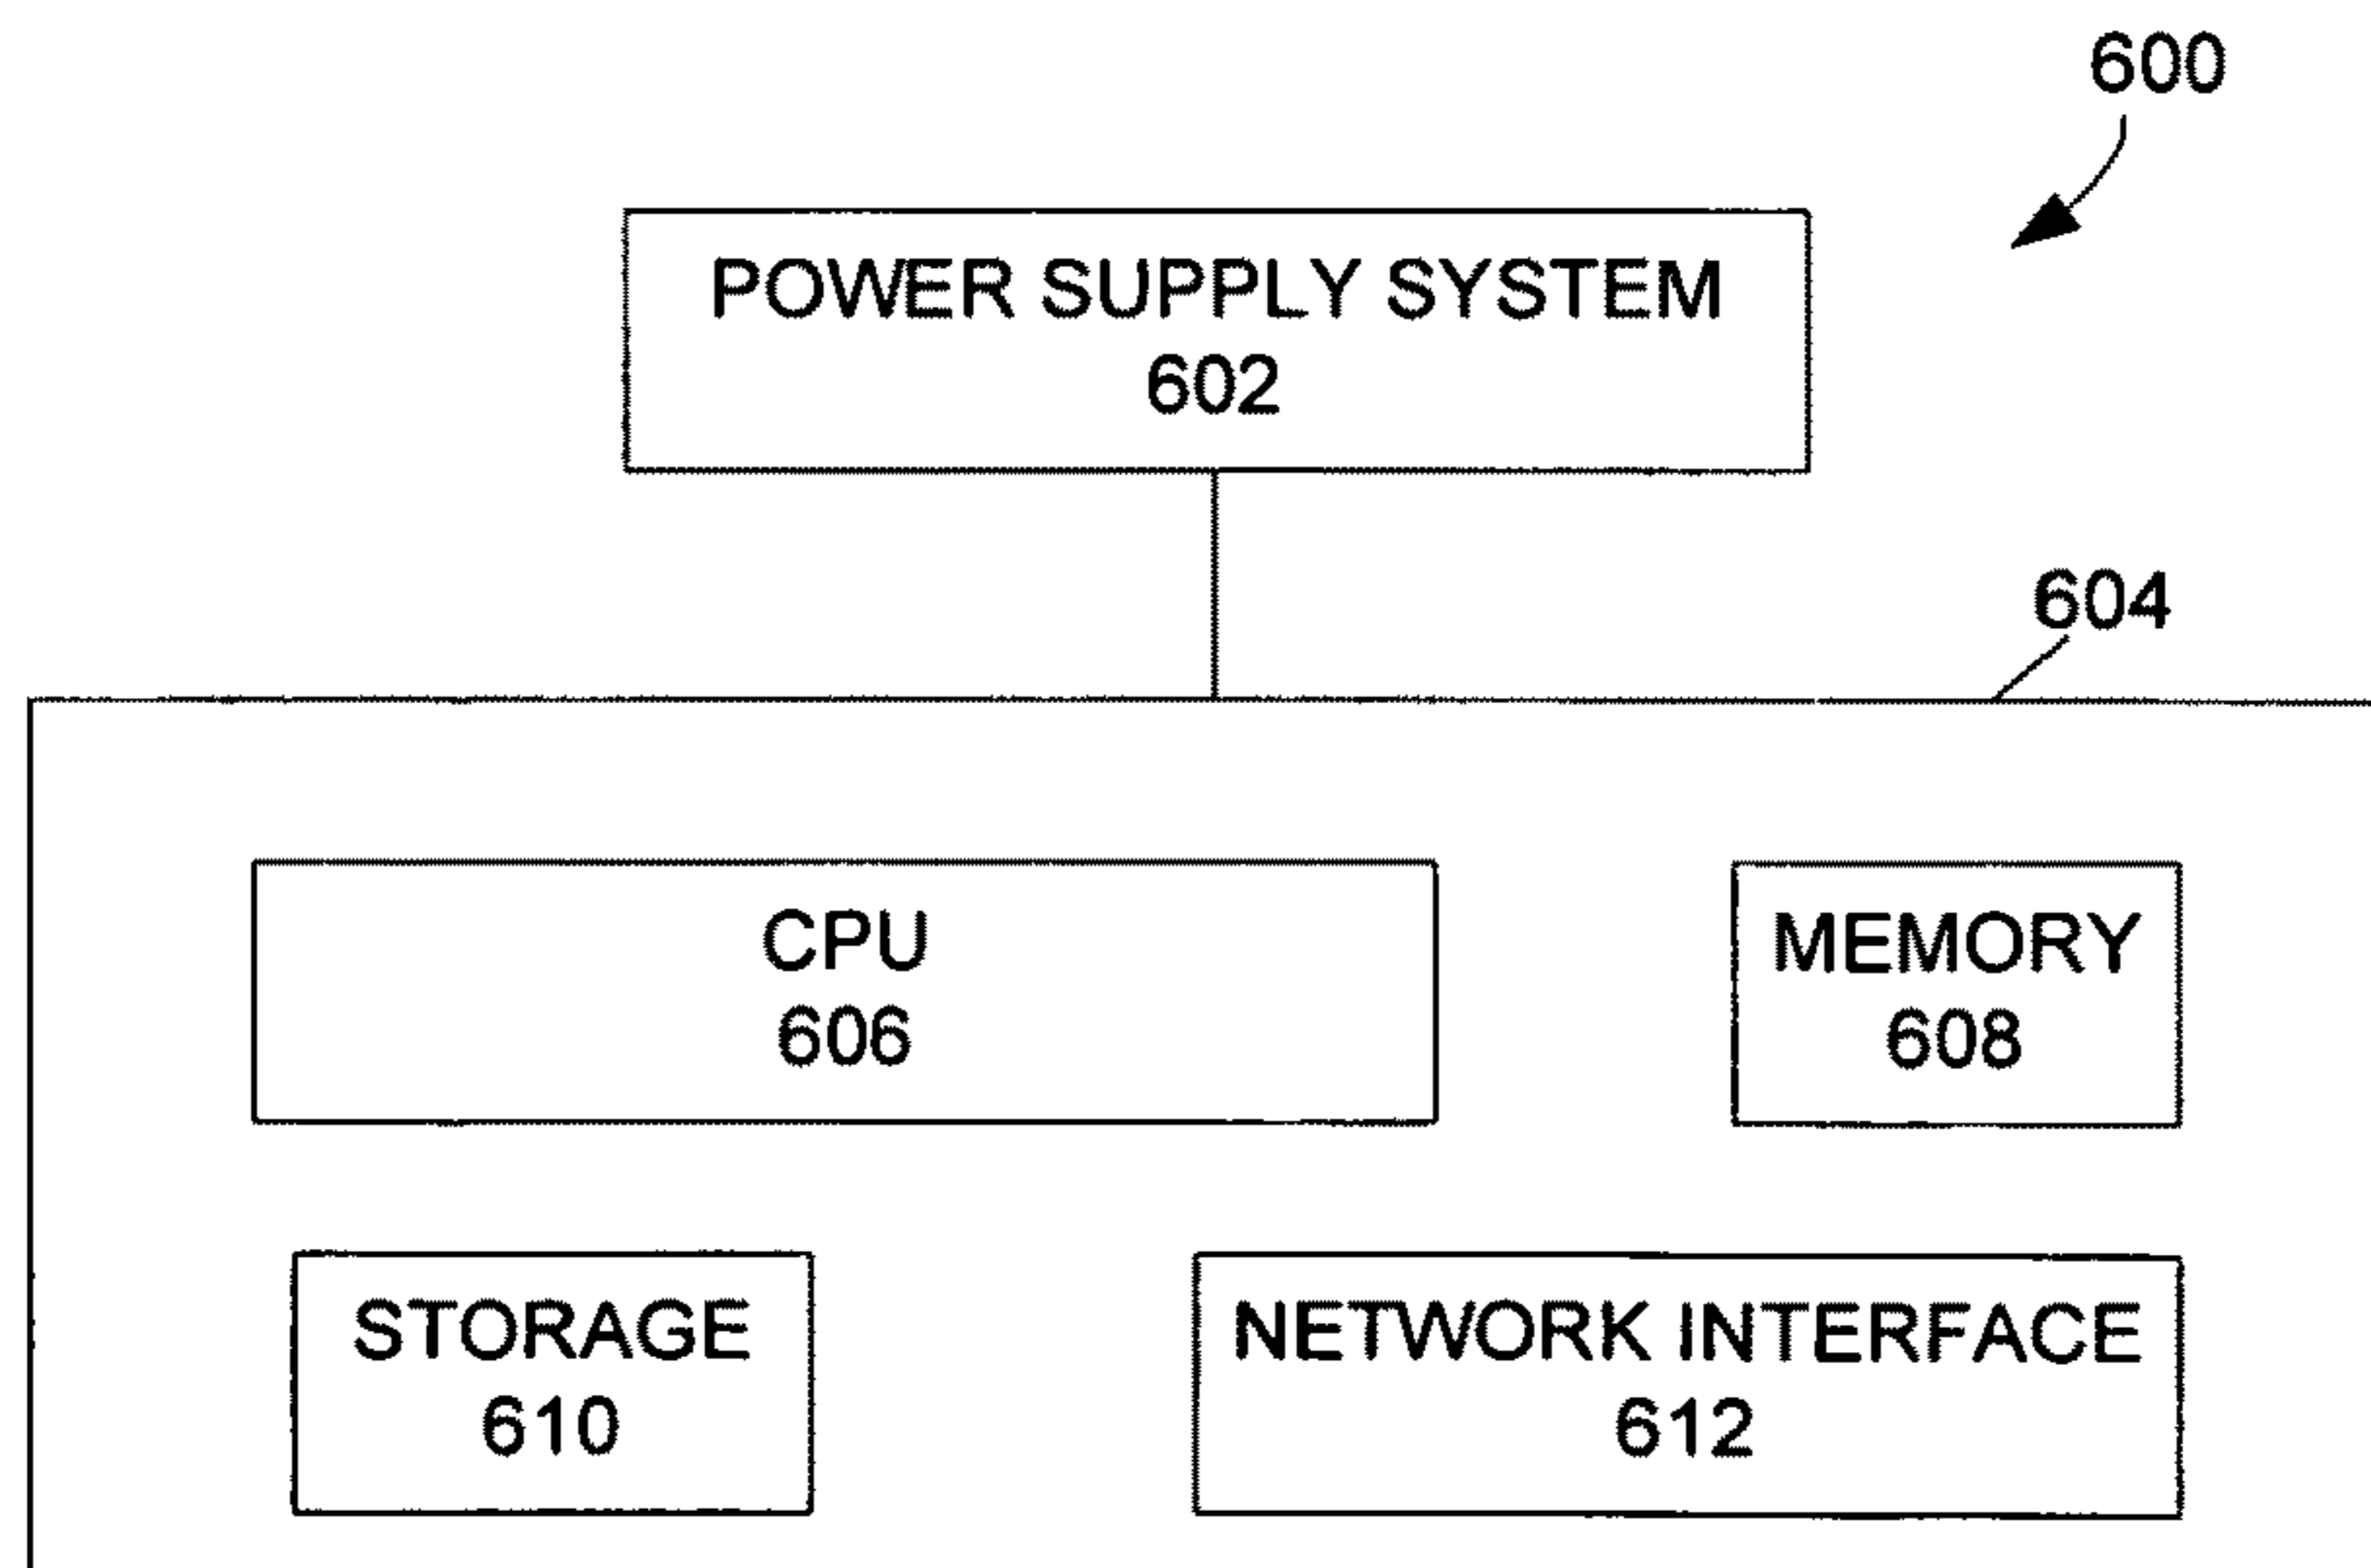 600
POWER SUPPLY SYSTEM
602
604
CPU
606
MEMORY
608
STORAGE
610
NETWORK INTERFACE
612